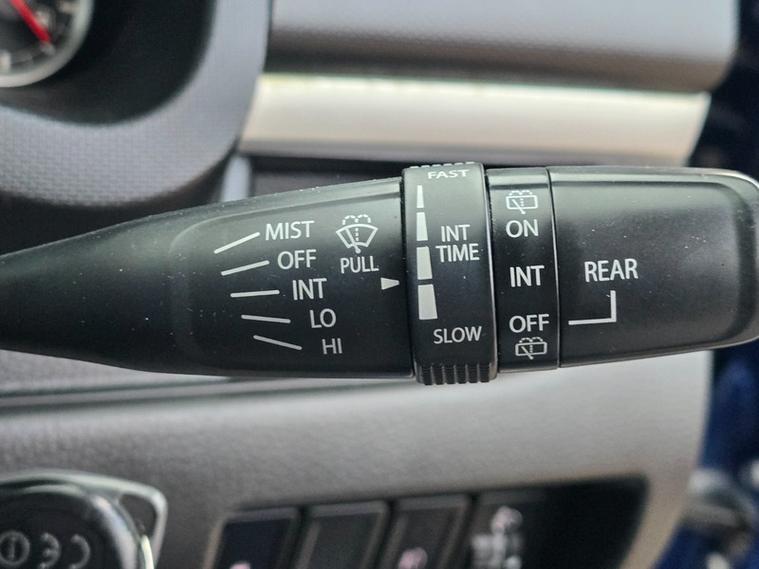 MIST
OFF
INT
LO
HI
PULL
FAST
INT
TIME
SLOW
ON
INT
OFF
REAR